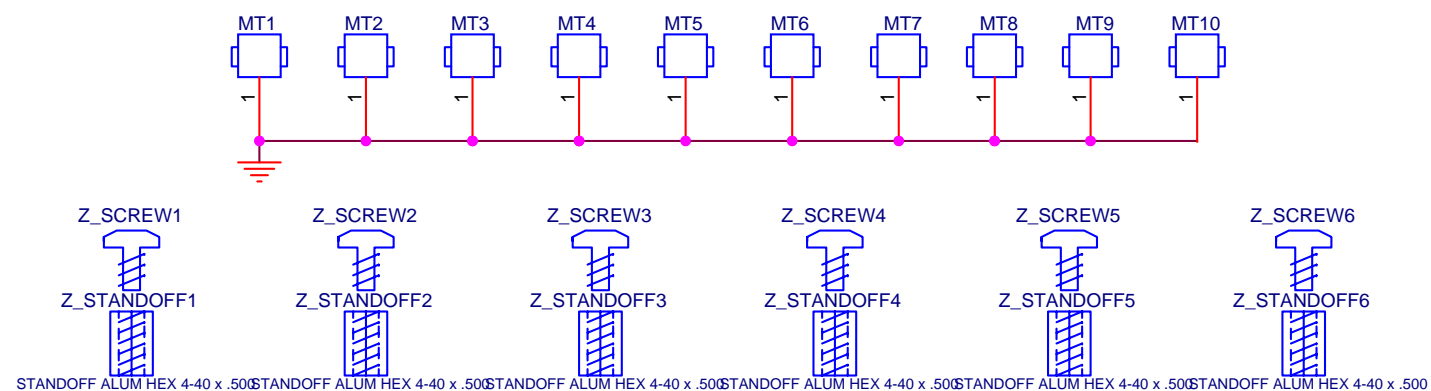 MT1 MT2 MT3 MT4 MT5 MT6 MT7 MT8 MT9 MT10
1 1 1 1 1 1 1 1 1 1
Z_SCREW1 Z_SCREW2 Z_SCREW3 Z_SCREW4 Z_SCREW5 Z_SCREW6
Z_STANDOFF1 Z_STANDOFF2 Z_STANDOFF3 Z_STANDOFF4 Z_STANDOFF5 Z_STANDOFF6
STANDOFF ALUM HEX 4-40 x .500 STANDOFF ALUM HEX 4-40 x .500 STANDOFF ALUM HEX 4-40 x .500 STANDOFF ALUM HEX 4-40 x .500 STANDOFF ALUM HEX 4-40 x .500 STANDOFF ALUM HEX 4-40 x .500